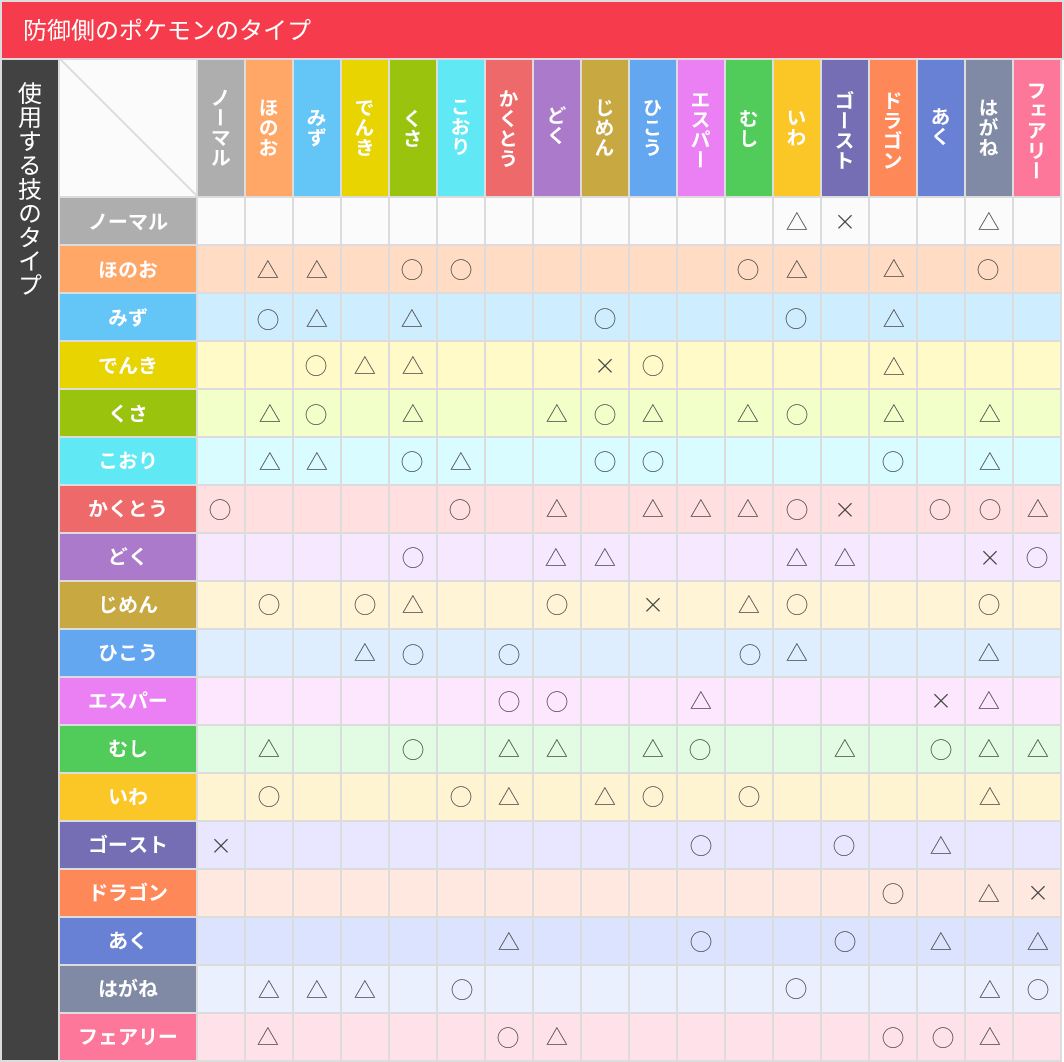 防御側のポケモンのタイプ
使用する技のタイプ
ノーマル ほのお みず でんき くさ こおり かくとう どく じめん ひこう エスパー むし いわ ゴースト ドラゴン あく はがね フェアリー
ノーマル △ × △
ほのお △ △ ○ ○ ○ △ △ ○
みず ○ △ △ ○ ○ △
でんき ○ △ △ × ○ △
くさ △ ○ △ △ ○ △ △ ○ △ △
こおり △ △ ○ △ ○ ○ ○ △
かくとう ○ ○ △ △ △ △ ○ × ○ ○ △
どく ○ △ △ △ △ × ○
じめん ○ ○ △ ○ × △ ○ ○
ひこう △ ○ ○ ○ △ △
エスパー ○ ○ △ × △
むし △ ○ △ △ △ ○ △ ○ △ △
いわ ○ ○ △ △ ○ ○ △
ゴースト × ○ ○ △
ドラゴン ○ △ ×
あく △ ○ ○ △ △
はがね △ △ △ ○ ○ △ ○
フェアリー △ ○ △ ○ ○ △